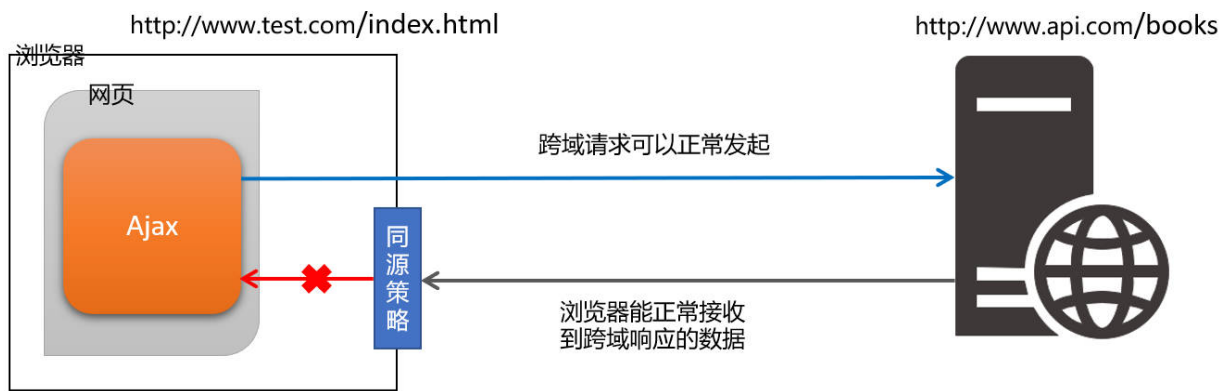 http://www.test.com/index.html
http://www.api.com/books
浏览器
网页
跨域请求可以正常发起
Ajax
同
源
策
略
浏览器能正常接收
到跨域响应的数据